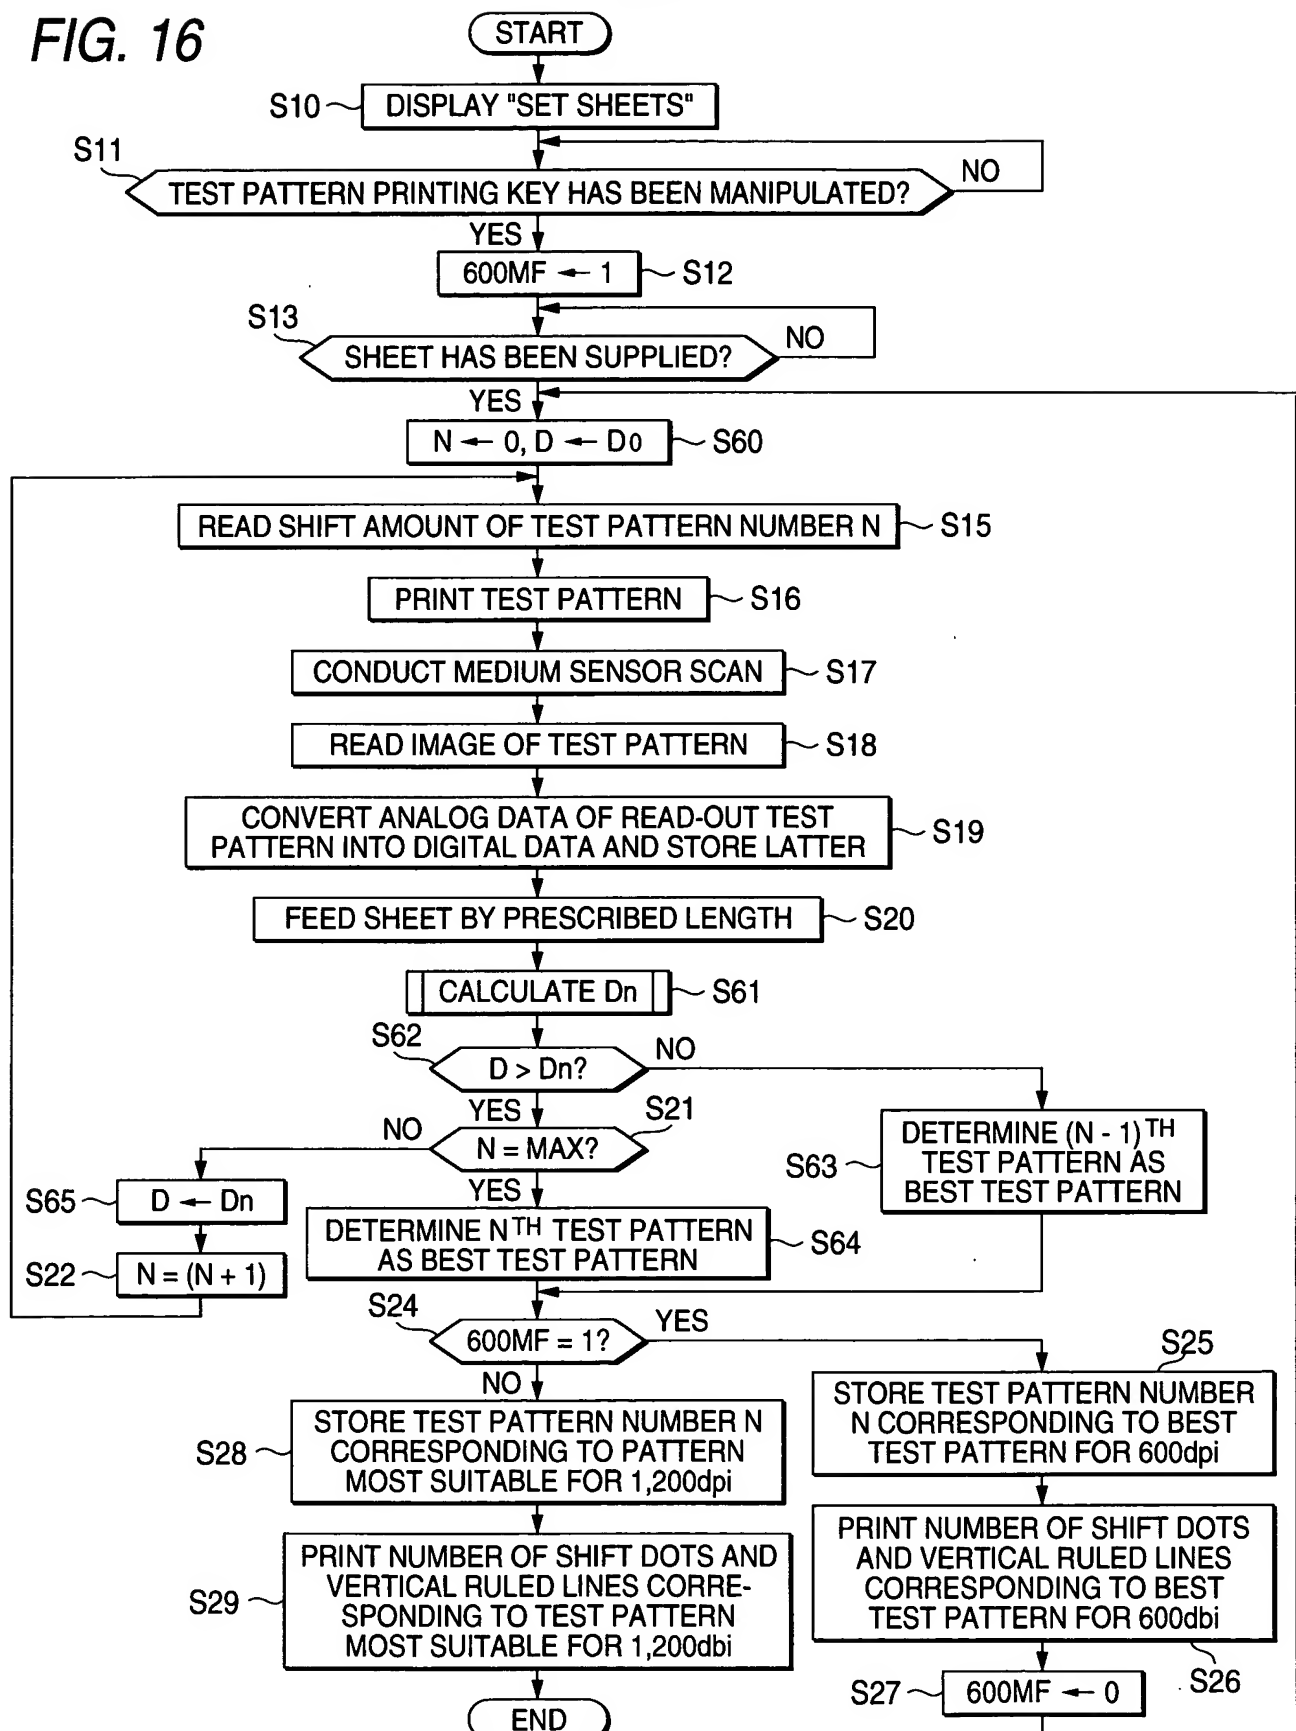 FIG. 16
START
S10
DISPLAY "SET SHEETS"
S11
TEST PATTERN PRINTING KEY HAS BEEN MANIPULATED?
NO
YES
600MF ← 1
S12
S13
SHEET HAS BEEN SUPPLIED?
NO
YES
N ← 0, D ← D0
S60
READ SHIFT AMOUNT OF TEST PATTERN NUMBER N
S15
PRINT TEST PATTERN
S16
CONDUCT MEDIUM SENSOR SCAN
S17
READ IMAGE OF TEST PATTERN
S18
CONVERT ANALOG DATA OF READ-OUT TEST
PATTERN INTO DIGITAL DATA AND STORE LATTER
S19
FEED SHEET BY PRESCRIBED LENGTH
S20
CALCULATE Dn
S61
S62
D > Dn?
NO
YES
S21
N = MAX?
NO
YES
S63
DETERMINE (N - 1)TH
TEST PATTERN AS
BEST TEST PATTERN
S65
D ← Dn
S22
N = (N + 1)
DETERMINE NTH TEST PATTERN
AS BEST TEST PATTERN
S64
S24
600MF = 1?
YES
NO
S25
STORE TEST PATTERN NUMBER
N CORRESPONDING TO BEST
TEST PATTERN FOR 600dpi
S28
STORE TEST PATTERN NUMBER N
CORRESPONDING TO PATTERN
MOST SUITABLE FOR 1,200dpi
PRINT NUMBER OF SHIFT DOTS
AND VERTICAL RULED LINES
CORRESPONDING TO BEST
TEST PATTERN FOR 600dbi
S26
S29
PRINT NUMBER OF SHIFT DOTS AND
VERTICAL RULED LINES CORRE-
SPONDING TO TEST PATTERN
MOST SUITABLE FOR 1,200dbi
S27
600MF ← 0
END